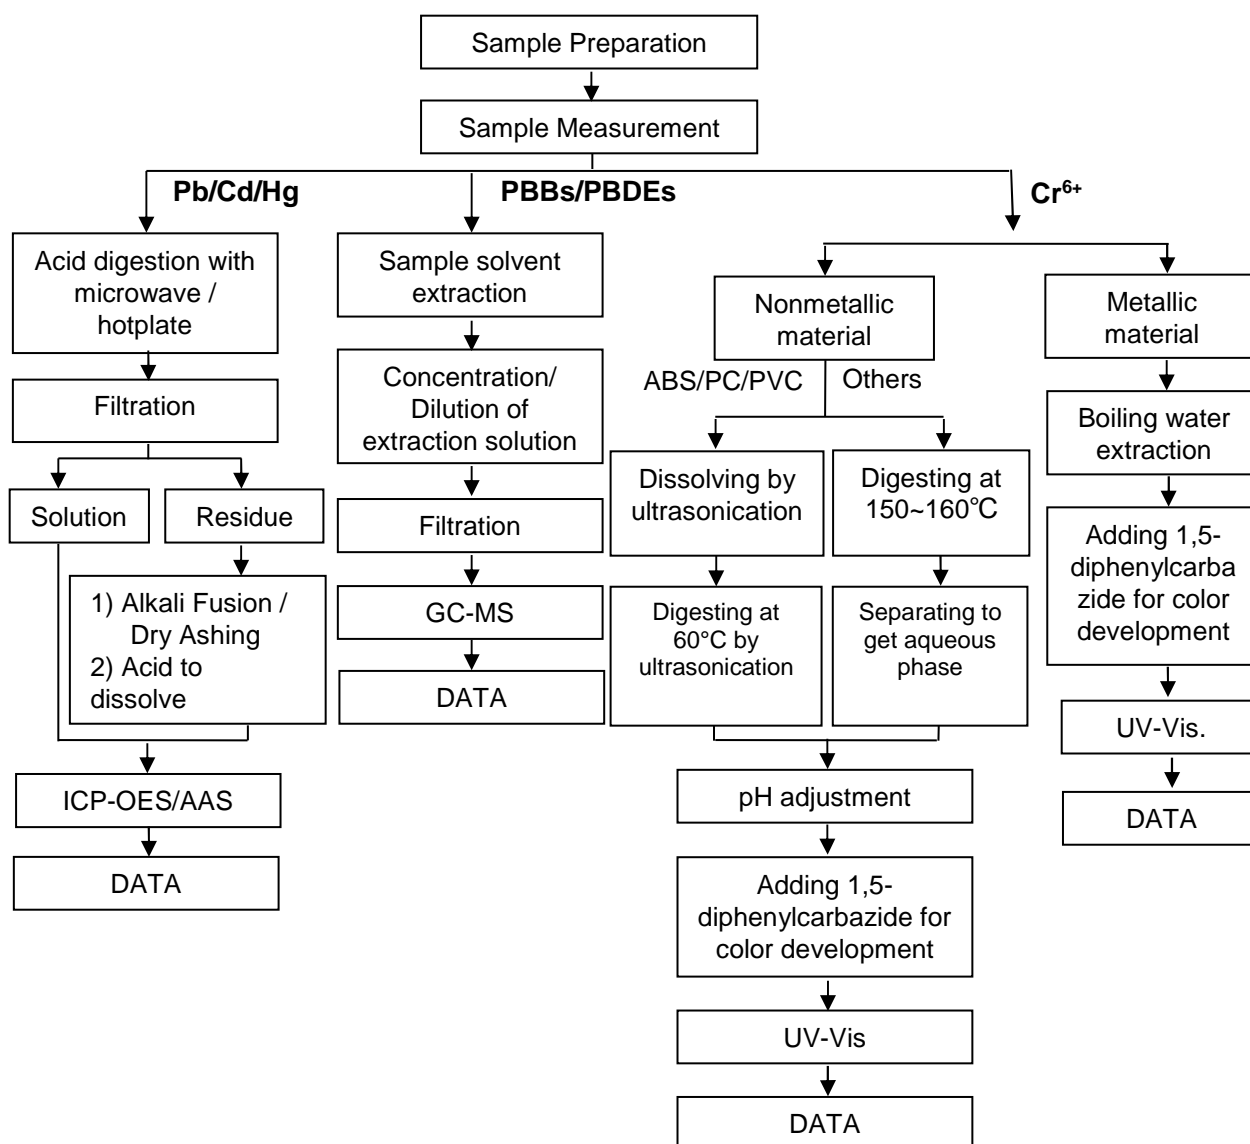 Sample Preparation
Sample Measurement
Pb/Cd/Hg
PBBs/PBDEs
Cr⁶⁺
Acid digestion with
microwave /
hotplate
Filtration
Solution
Residue
1) Alkali Fusion /
Dry Ashing
2) Acid to
dissolve
ICP-OES/AAS
DATA
Sample solvent
extraction
Concentration/
Dilution of
extraction solution
Filtration
GC-MS
DATA
Nonmetallic
material
ABS/PC/PVC
Others
Dissolving by
ultrasonication
Digesting at
60°C by
ultrasonication
Digesting at
150~160℃
Separating to
get aqueous
phase
pH adjustment
Adding 1,5-
diphenylcarbazide for
color development
UV-Vis
DATA
Metallic
material
Boiling water
extraction
Adding 1,5-
diphenylcarba
zide for color
development
UV-Vis.
DATA